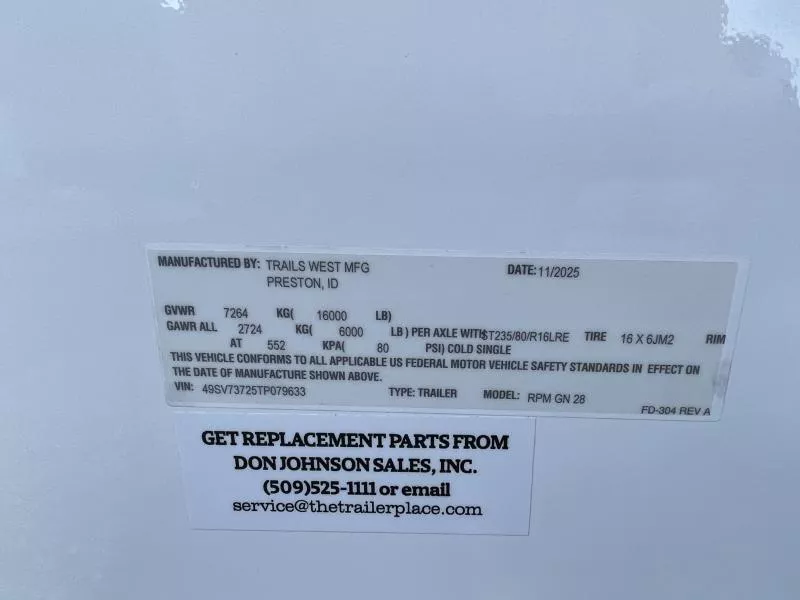 MANUFACTURED BY: TRAILS WEST MFG DATE: 11/2025
PRESTON, ID
GVWR 7264 KG( 16000 LB)
GAWR ALL 2724 KG( 6000 LB ) PER AXLE WITH ST235/80/R16LRE TIRE 16 X 6JM2 RIM
AT 552 KPA( 80 PSI) COLD SINGLE
THIS VEHICLE CONFORMS TO ALL APPLICABLE US FEDERAL MOTOR VEHICLE SAFETY STANDARDS IN EFFECT ON
THE DATE OF MANUFACTURE SHOWN ABOVE.
VIN: 49SV73725TP079633 TYPE: TRAILER MODEL: RPM GN 28
FD-304 REV A
GET REPLACEMENT PARTS FROM
DON JOHNSON SALES, INC.
(509)525-1111 or email
service@thetrailerplace.com